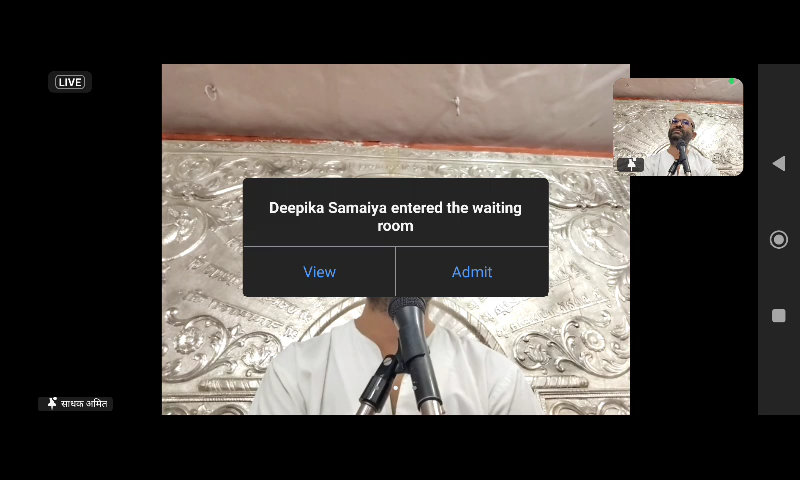 LIVE
Deepika Samaiya entered the waiting
room
View
Admit
साधक अमित